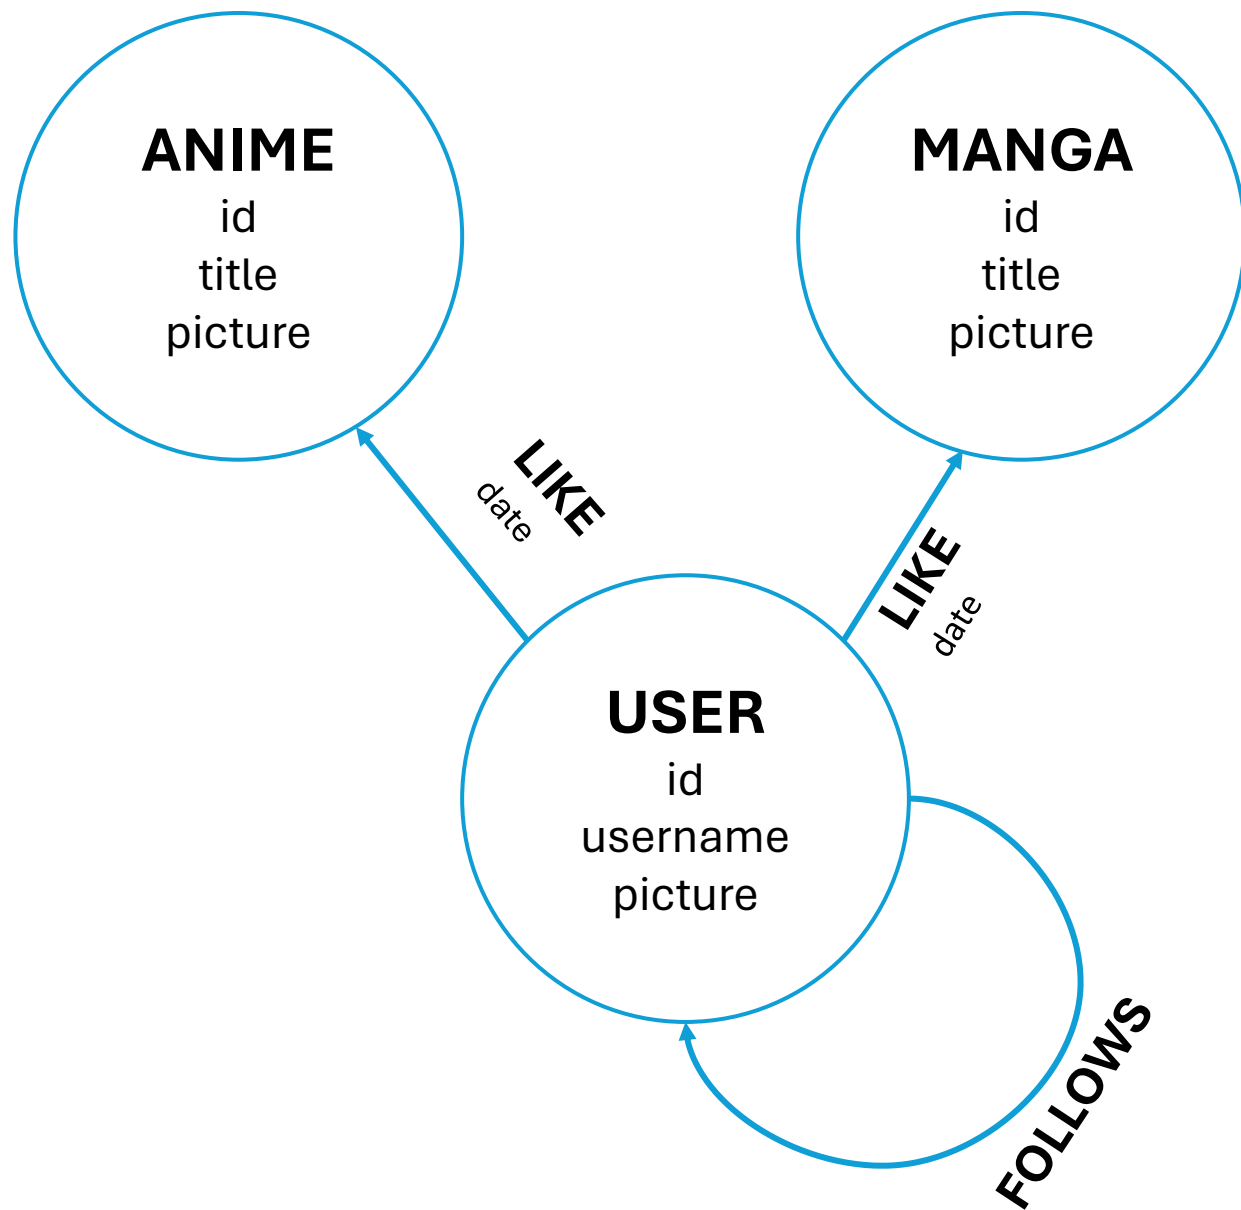 ANIME
id
title
picture
MANGA
id
title
picture
LIKE
date
LIKE
date
USER
id
username
picture
FOLLOWS